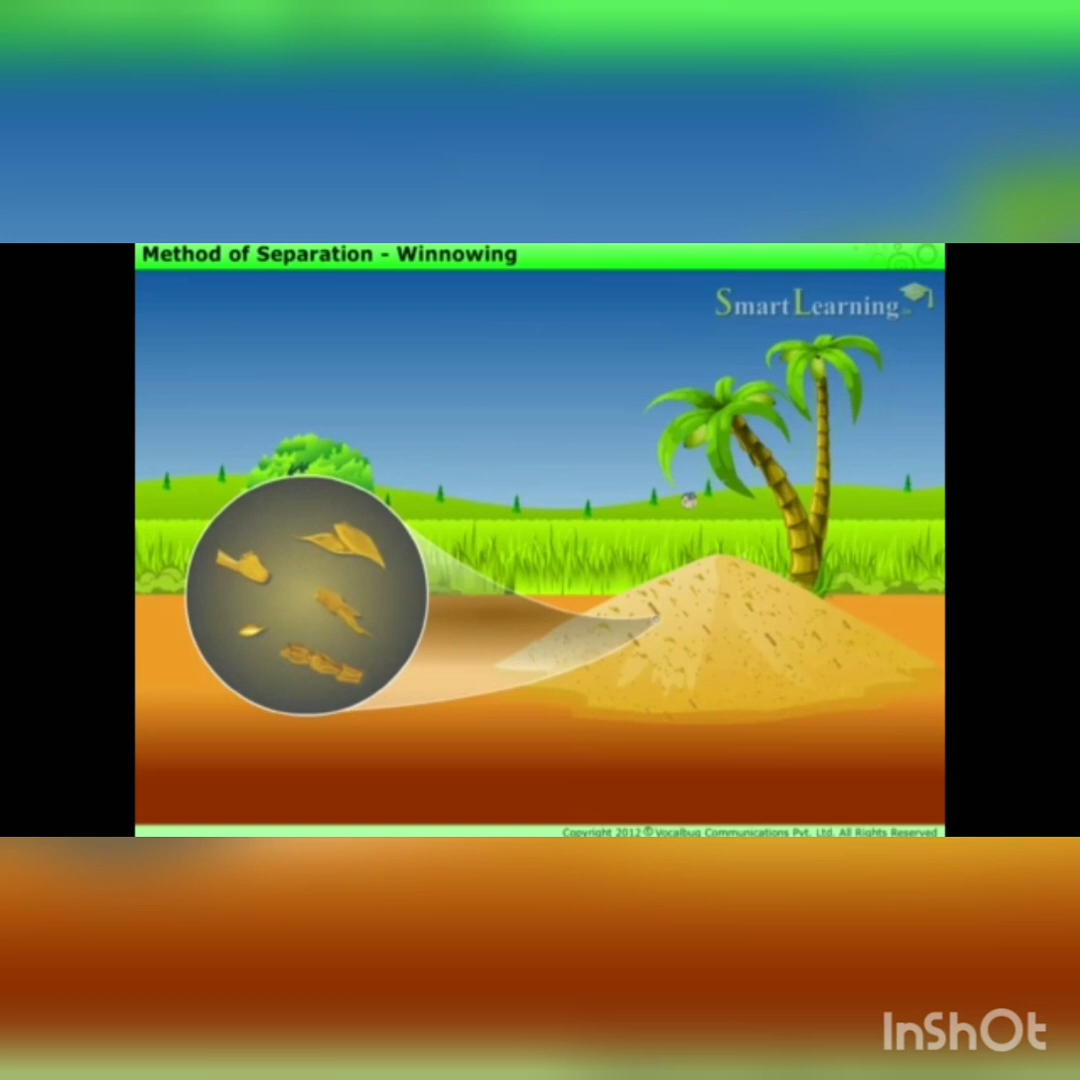 Method of Separation - Winnowing
SmartLearning
Copyright 2012 © Vocalbug Communications Pvt. Ltd. All Rights Reserved
InShOt